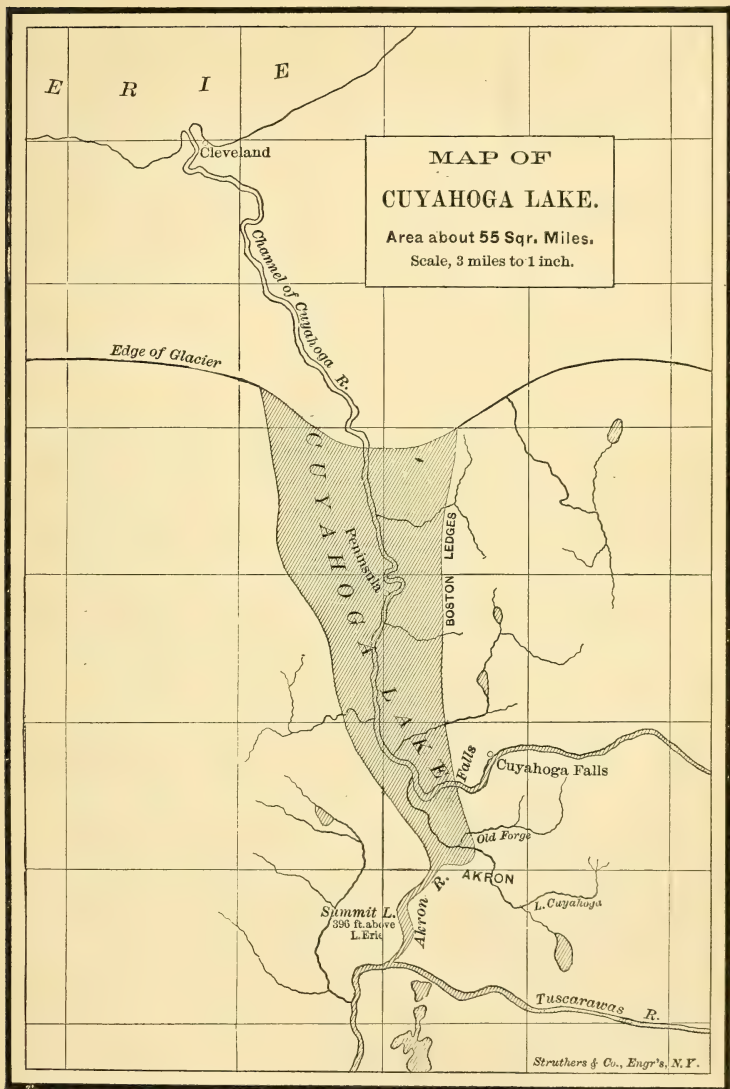 ERIE
Cleveland
MAP OF
CUYAHOGA LAKE.
Area about 55 Sqr. Miles.
Scale, 3 miles to 1 inch.
Channel of Cuyahoga R.
Edge of Glacier
CUYAHOGA LAKE
Peninsula
BOSTON LEDGES
Falls
Cuyahoga Falls
Old Forge
AKRON
L. Cuyahoga
Akron R.
Summit L.
396 ft. above
L. Erie
Tuscarawas R.
Struthers & Co., Engr's, N.Y.